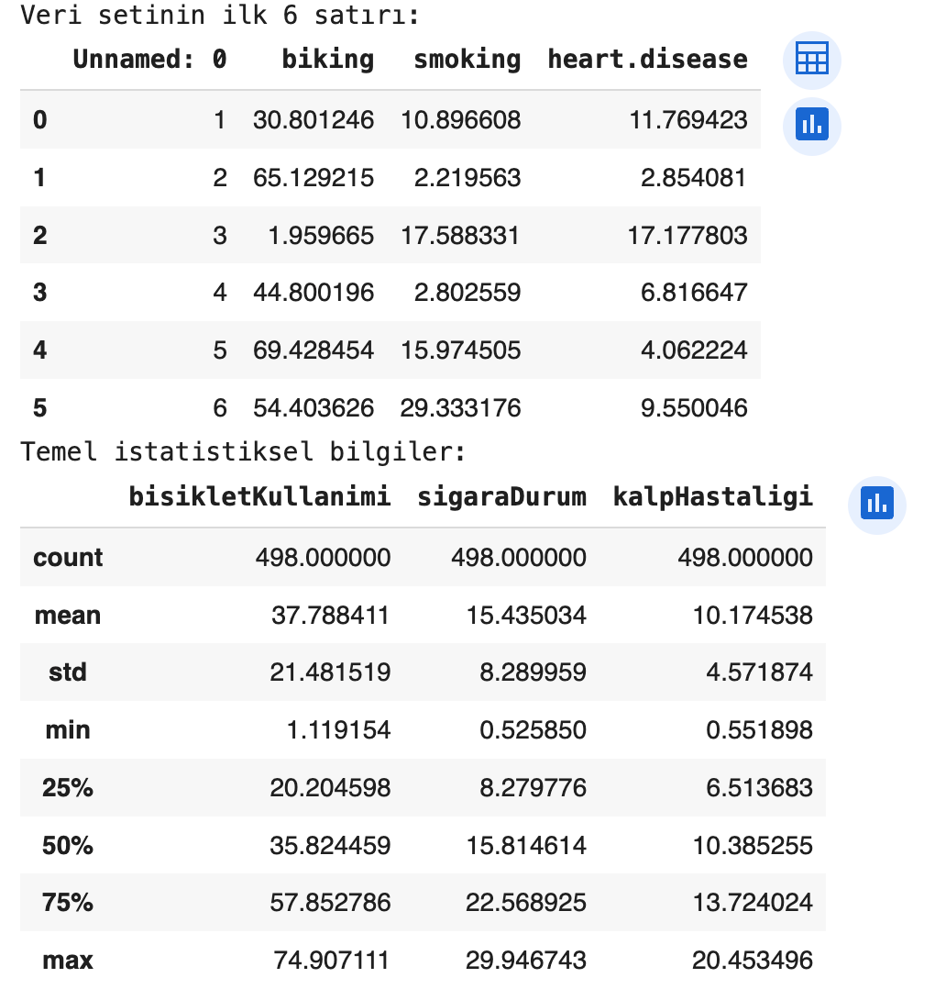 Veri setinin ilk 6 satırı:
Unnamed: 0 biking smoking heart.disease
0 1 30.801246 10.896608 11.769423
1 2 65.129215 2.219563 2.854081
2 3 1.959665 17.588331 17.177803
3 4 44.800196 2.802559 6.816647
4 5 69.428454 15.974505 4.062224
5 6 54.403626 29.333176 9.550046
Temel istatistiksel bilgiler:
bisikletKullanimi sigaraDurum kalpHastaligi
count 498.000000 498.000000 498.000000
mean 37.788411 15.435034 10.174538
std 21.481519 8.289959 4.571874
min 1.119154 0.525850 0.551898
25% 20.204598 8.279776 6.513683
50% 35.824459 15.814614 10.385255
75% 57.852786 22.568925 13.724024
max 74.907111 29.946743 20.453496